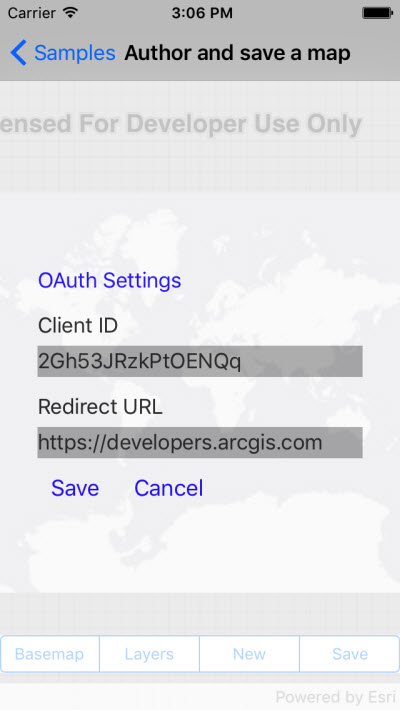 Carrier 3:06 PM
Samples Author and save a map
ensed For Developer Use Only
OAuth Settings
Client ID
2Gh53JRzkPtOENQq
Redirect URL
https://developers.arcgis.com
Save Cancel
Basemap Layers New Save
Powered by Esri